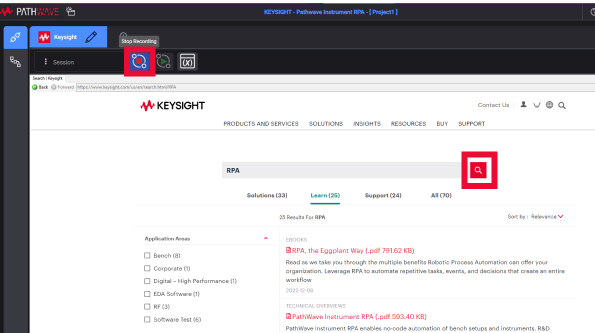 PATHWAVE
KEYSIGHT - Pathwave Instrument RPA - [ Project1 ]
Keysight
Stop Recording
Session
(X)
Search | Keysight
Back Forward https://www.keysight.com/us/en/search.html?RPA
KEYSIGHT
Contact Us
PRODUCTS AND SERVICES SOLUTIONS INSIGHTS RESOURCES BUY SUPPORT
RPA
Solutions (33) Learn (25) Support (24) All (70)
25 Results For RPA
Sort by : Relevance
Application Areas
Bench (8)
Corporate (1)
Digital – High Performance (1)
EDA Software (1)
RF (3)
Software Test (6)
EBOOKS
RPA, the Eggplant Way (.pdf 791.62 KB)
Read as we take you through the multiple benefits Robotic Process Automation can offer your
organization. Leverage RPA to automate repetitive tasks, events, and decisions that create an entire
workflow
2022-12-08
TECHNICAL OVERVIEWS
PathWave Instrument RPA (.pdf 593.40 KB)
PathWave Instrument RPA enables no-code automation of bench setups and instruments. R&D